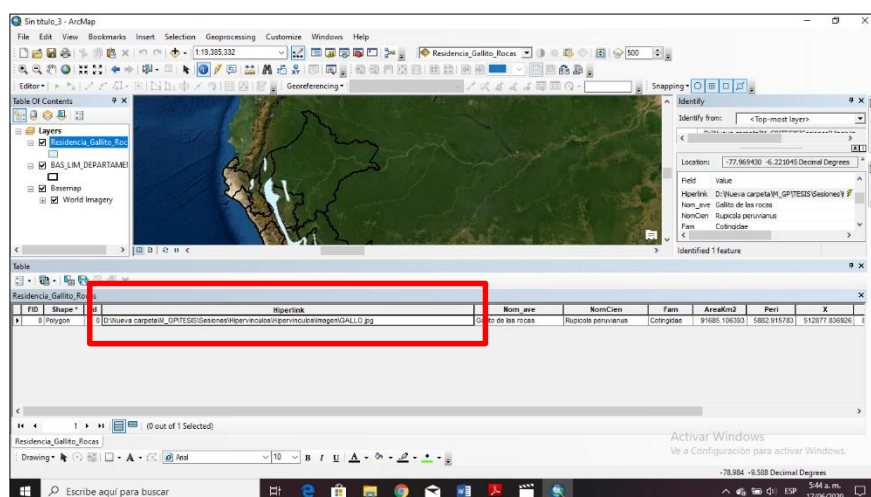 Sin título_3 - ArcMap
File Edit View Bookmarks Insert Selection Geoprocessing Customize Windows Help
1:19,385,332
Residencia_Gallito_Rocas
500
Editor
Georeferencing
Snapping
Table Of Contents
Layers
Residencia_Gallito_Roc
BAS_LIM_DEPARTAMEI
Basemap
World Imagery
Identify
Identify from: <Top-most layer>
Location: -77.969430 -6.221045 Decimal Degrees
Field Value
Hiperlink D:\Nueva carpeta\M_GP\TESIS\Sesiones\
Nom_ave Gallito de las rocas
NomCien Rupicola peruvianus
Fam Cotingidae
Identified 1 feature
Table
Residencia_Gallito_Rocas
FID Shape * Id Hiperlink Nom_ave NomCien Fam AreaKm2 Peri X
0 Polygon 0 D:\Nueva carpeta\M_GP\TESIS\Sesiones\Hipervinculos\Hipervinculos\Imagen\GALLO.jpg Gallito de las rocas Rupicola peruvianus Cotingidae 91685.106393 5882.915783 512877.836926
1 (0 out of 1 Selected)
Residencia_Gallito_Rocas
Drawing Arial 10 B I U A
Activar Windows
Ve a Configuración para activar Windows.
-78.984 -9.588 Decimal Degrees
Escribe aquí para buscar
ESP
5:44 a. m.
17/06/2020